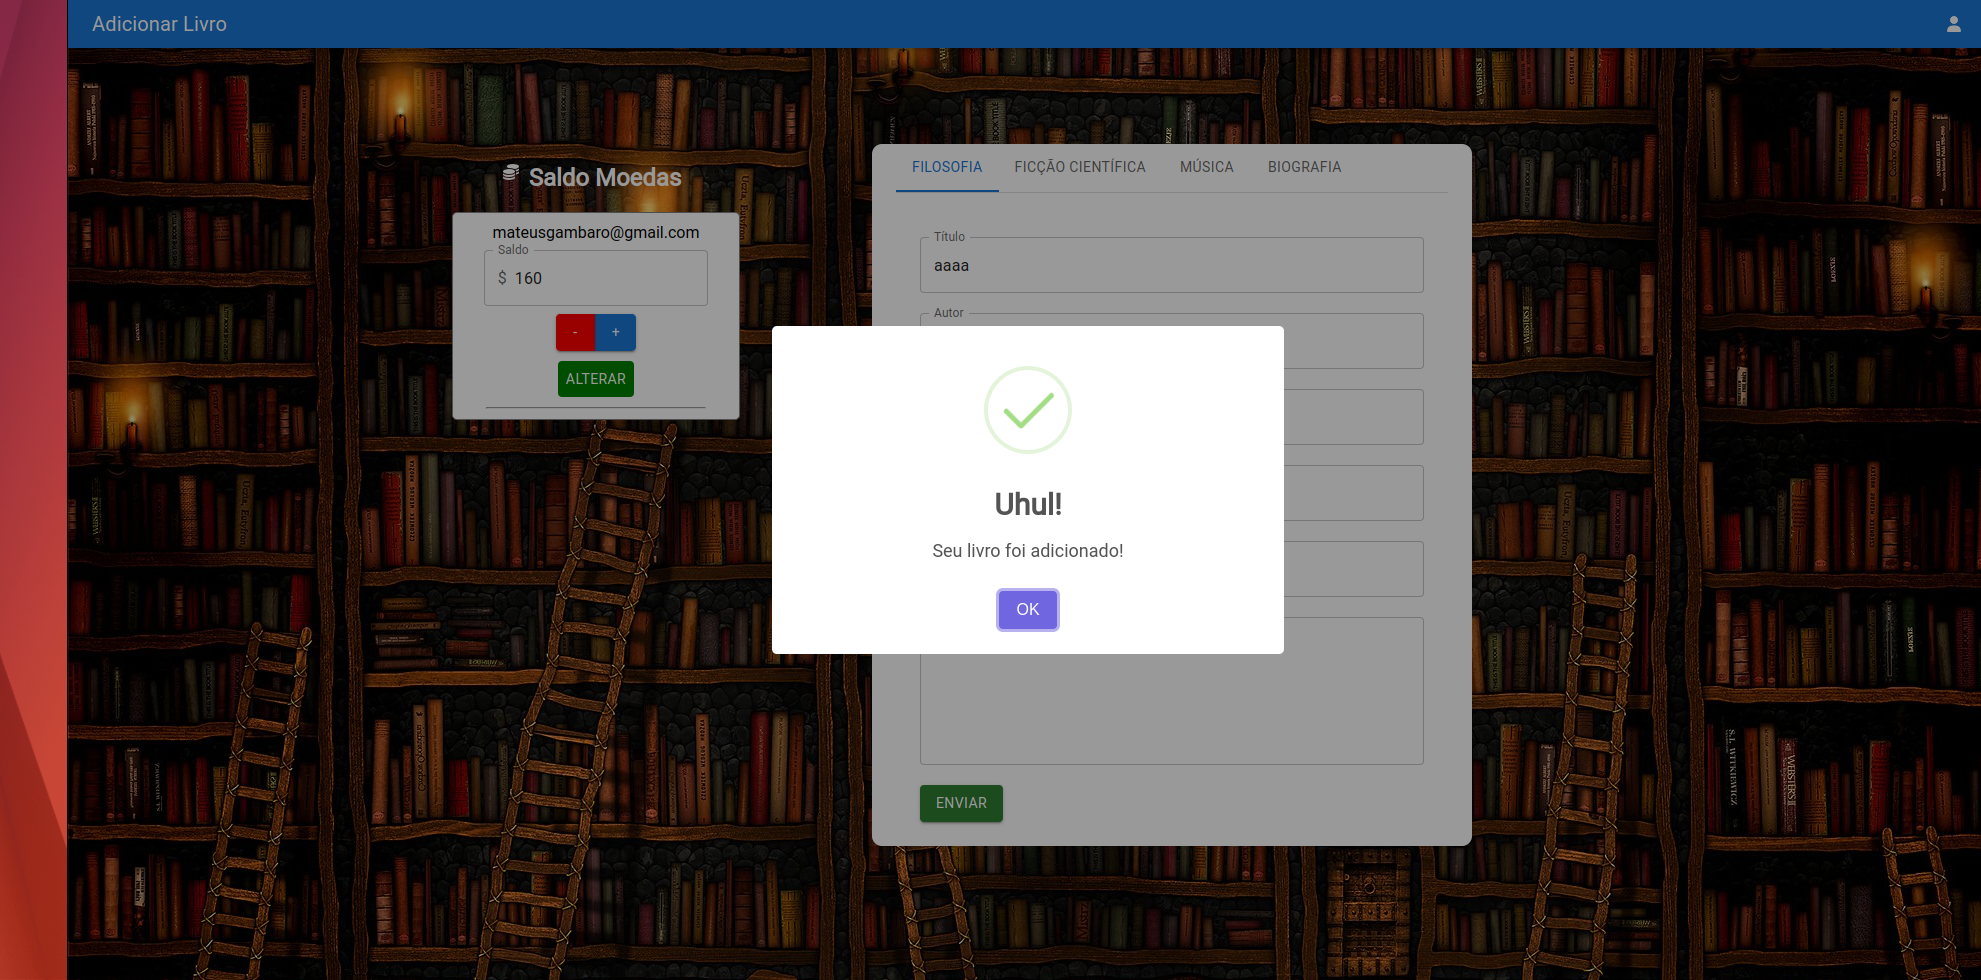 Adicionar Livro
Saldo Moedas
mateusgambaro@gmail.com
Saldo
$ 160
- +
ALTERAR
FILOSOFIA FICÇÃO CIENTÍFICA MÚSICA BIOGRAFIA
Título
aaaa
Autor
Uhul!
Seu livro foi adicionado!
OK
ENVIAR